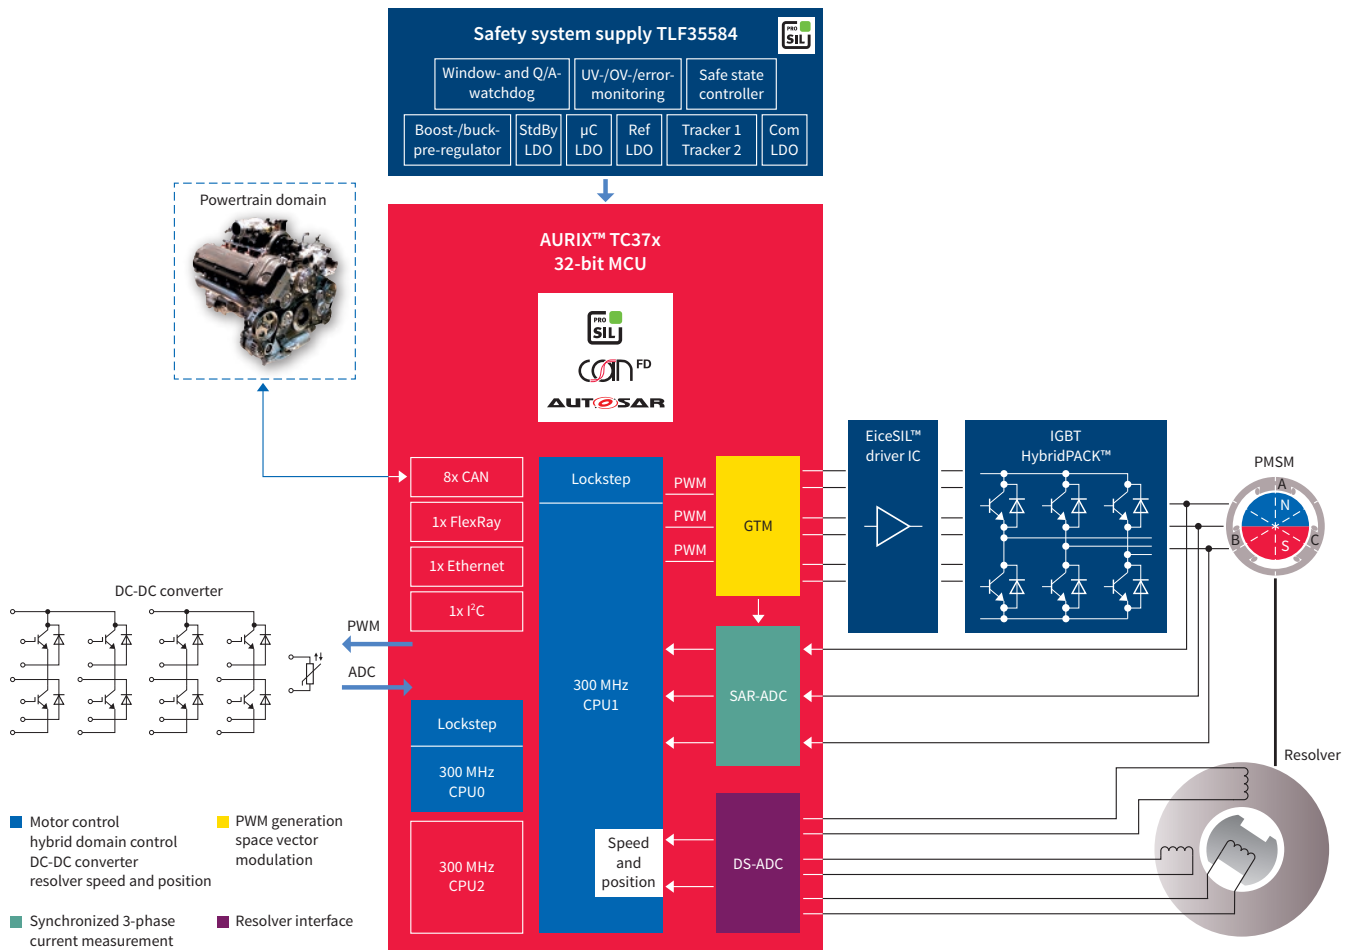 Safety system supply TLF35584
PRO
SIL
Window- and Q/A-
watchdog
UV-/OV-/error-
monitoring
Safe state
controller
Boost-/buck-
pre-regulator
StdBy
LDO
µC
LDO
Ref
LDO
Tracker 1
Tracker 2
Com
LDO
Powertrain domain
AURIX™ TC37x
32-bit MCU
PRO
SIL
CAN FD
AUTOSAR
8x CAN
1x FlexRay
1x Ethernet
1x I²C
Lockstep
300 MHz
CPU1
PWM
PWM
PWM
GTM
EiceSIL™
driver IC
IGBT
HybridPACK™
PMSM
A
N
B
C
S
DC-DC converter
PWM
ADC
SAR-ADC
Lockstep
300 MHz
CPU0
300 MHz
CPU2
Speed
and
position
DS-ADC
Resolver
Motor control
hybrid domain control
DC-DC converter
resolver speed and position
PWM generation
space vector
modulation
Synchronized 3-phase
current measurement
Resolver interface